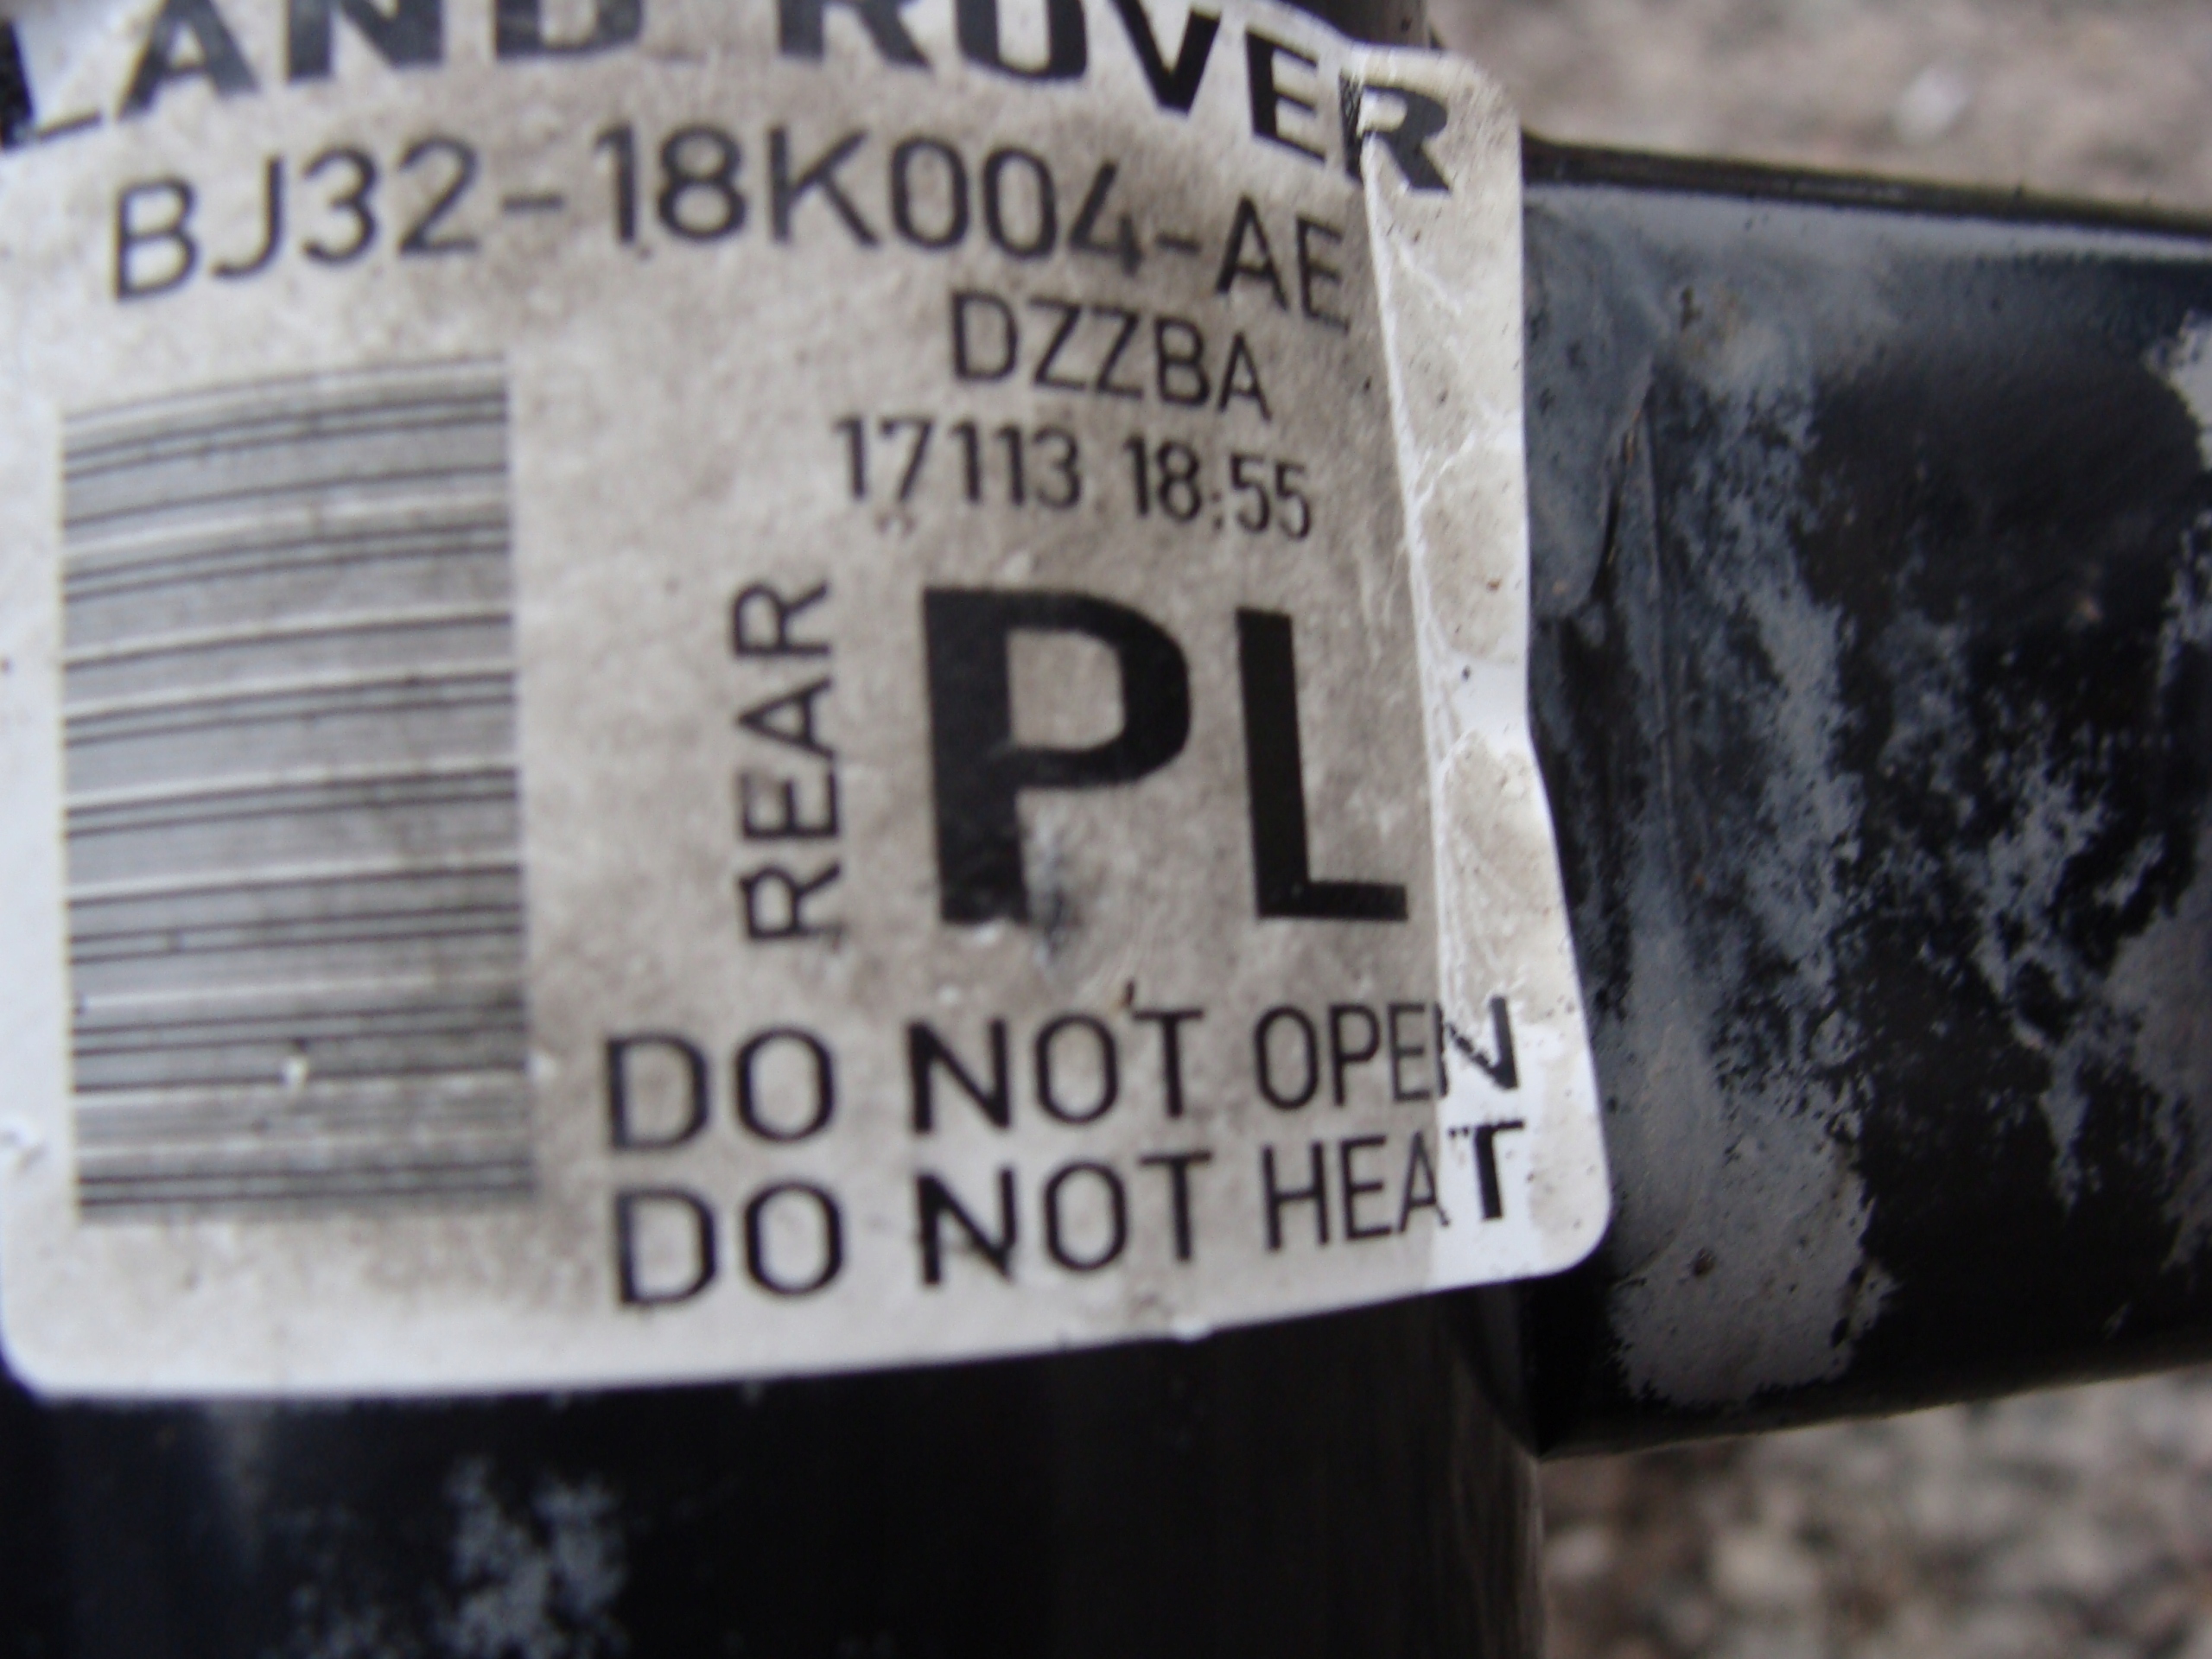 LAND ROVER
BJ32-18K004-AE
DZZBA
17113 18:55
REAR
PL
DO NOT OPEN
DO NOT HEAT